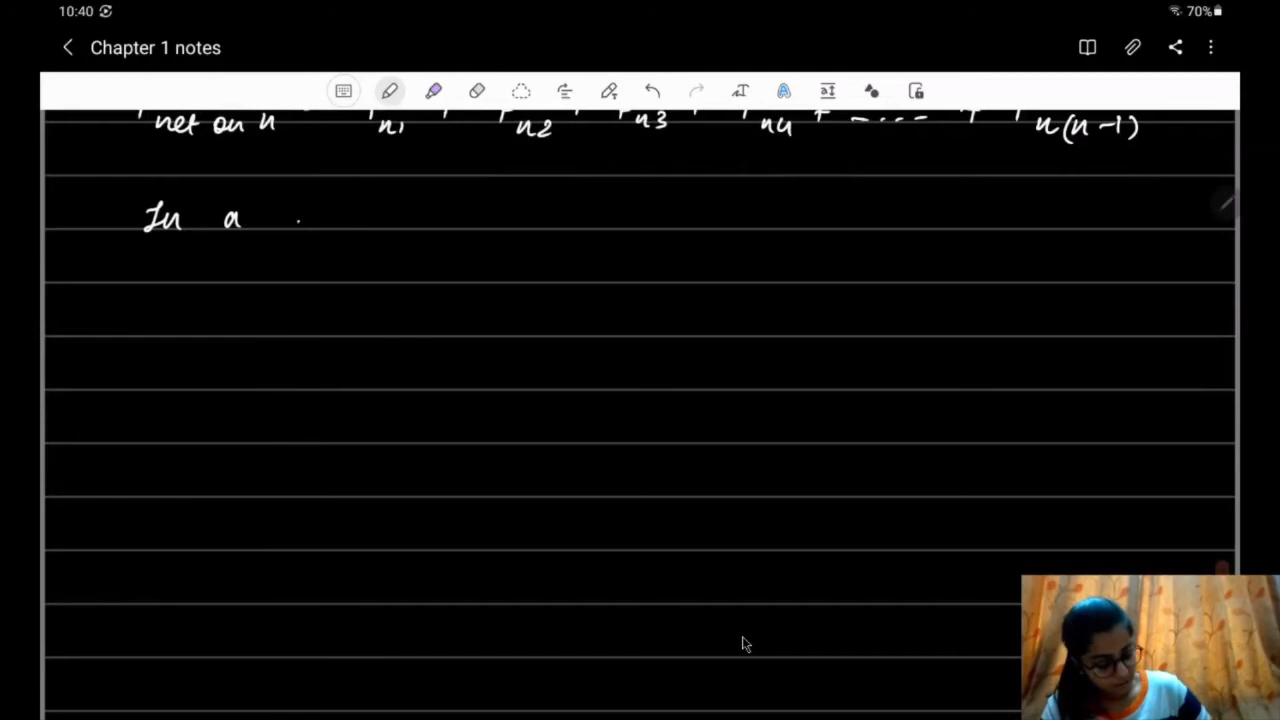 10:40 70%
Chapter 1 notes
net on n n1 n2 n3 n4 + ---- + n(n-1)
In a